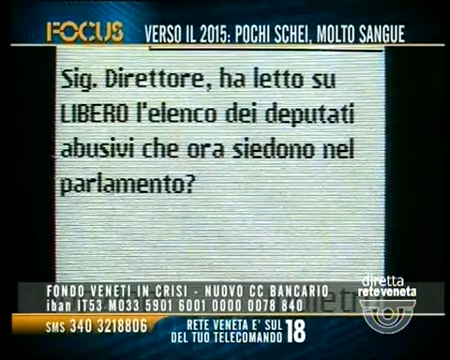 FOCUS VERSO IL 2015: POCHI SCHEI, MOLTO SANGUE
Sig. Direttore, ha letto su
LIBERO l'elenco dei deputati
abusivi che ora siedono nel
parlamento?
diretta
reteveneta
FONDO VENETI IN CRISI - NUOVO CC BANCARIO
iban IT53 M033 5901 6001 0000 0078 840
SMS 340 3218806
RETE VENETA E' SUL
DEL TUO TELECOMANDO 18